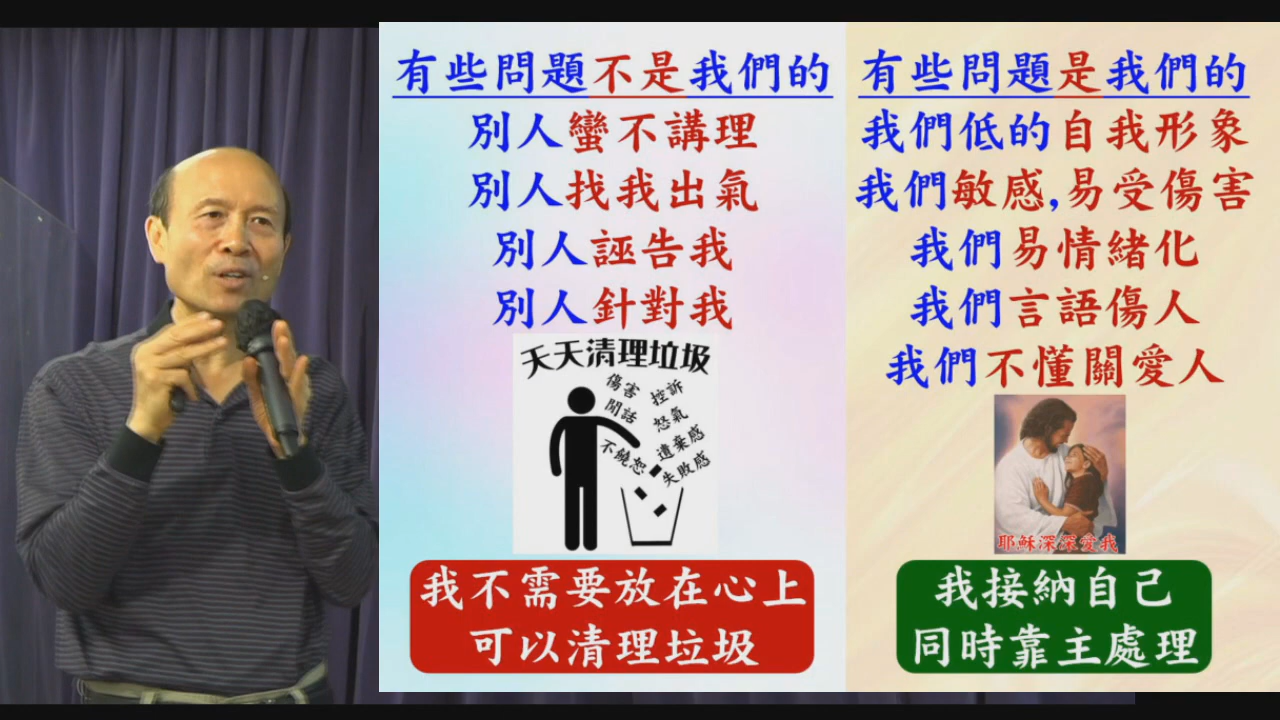 有些問題不是我們的
別人蠻不講理
別人找我出氣
別人誣告我
別人針對我
天天清理垃圾
傷害
閒話
不饒恕
控訴
怒氣
遺棄感
失敗感
我不需要放在心上
可以清理垃圾
有些問題是我們的
我們低的自我形象
我們敏感,易受傷害
我們易情緒化
我們言語傷人
我們不懂關愛人
耶穌深深愛我
我接納自己
同時靠主處理